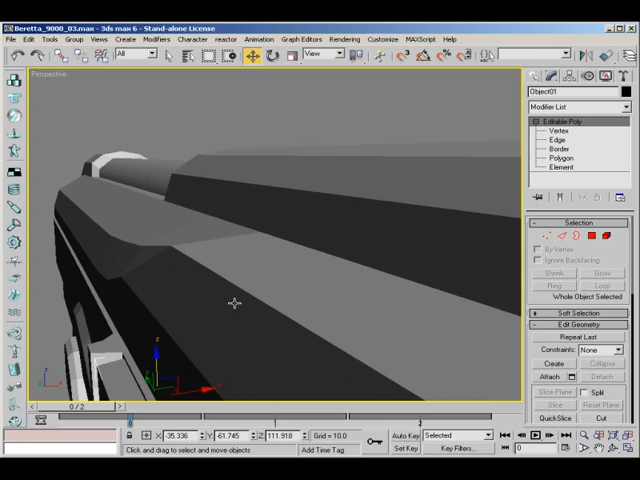 Beretta_9000_03.max - 3ds max 6 - Stand-alone License
File Edit Tools Group Views Create Modifiers Character reactor Animation Graph Editors Rendering Customize MAXScript Help
All View
Perspective
Object01
Modifier List
Editable Poly
Vertex
Edge
Border
Polygon
Element
Selection
By Vertex
Ignore Backfacing
Shrink Grow
Ring Loop
Whole Object Selected
Soft Selection
Edit Geometry
Repeat Last
Constraints: None
Create Collapse
Attach Detach
Slice Plane Split
Slice Reset Plane
QuickSlice Cut
z
z
0 / 2
0 1 2
X: -35.336 Y: -61.745 Z: 111.918 Grid = 10.0
Auto Key Selected
Click and drag to select and move objects
Add Time Tag
Set Key Key Filters...
0